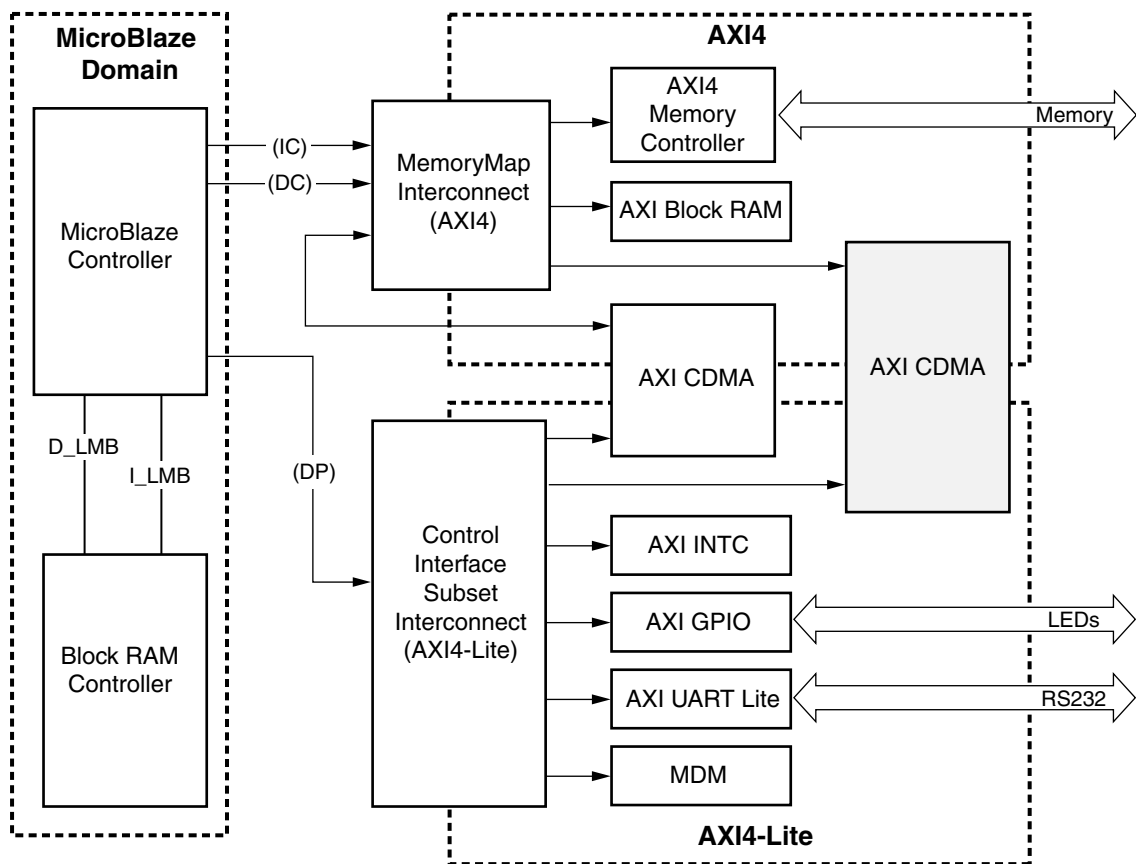 MicroBlaze
Domain
MicroBlaze
Controller
D_LMB
I_LMB
Block RAM
Controller
(IC)
(DC)
(DP)
AXI4
MemoryMap
Interconnect
(AXI4)
AXI4
Memory
Controller
Memory
AXI Block RAM
AXI CDMA
AXI CDMA
Control
Interface
Subset
Interconnect
(AXI4-Lite)
AXI INTC
AXI GPIO
LEDs
AXI UART Lite
RS232
MDM
AXI4-Lite